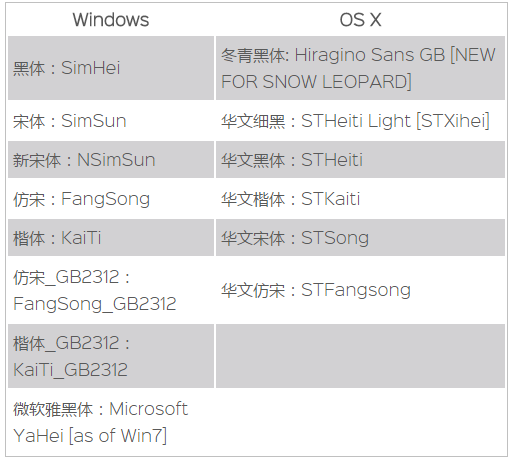 Windows
OS X
黑体：SimHei
冬青黑体: Hiragino Sans GB [NEW
FOR SNOW LEOPARD]
宋体：SimSun
华文细黑：STHeiti Light [STXihei]
新宋体：NSimSun
华文黑体：STHeiti
仿宋：FangSong
华文楷体：STKaiti
楷体：KaiTi
华文宋体：STSong
仿宋_GB2312：
FangSong_GB2312
华文仿宋：STFangsong
楷体_GB2312：
KaiTi_GB2312
微软雅黑体：Microsoft
YaHei [as of Win7]